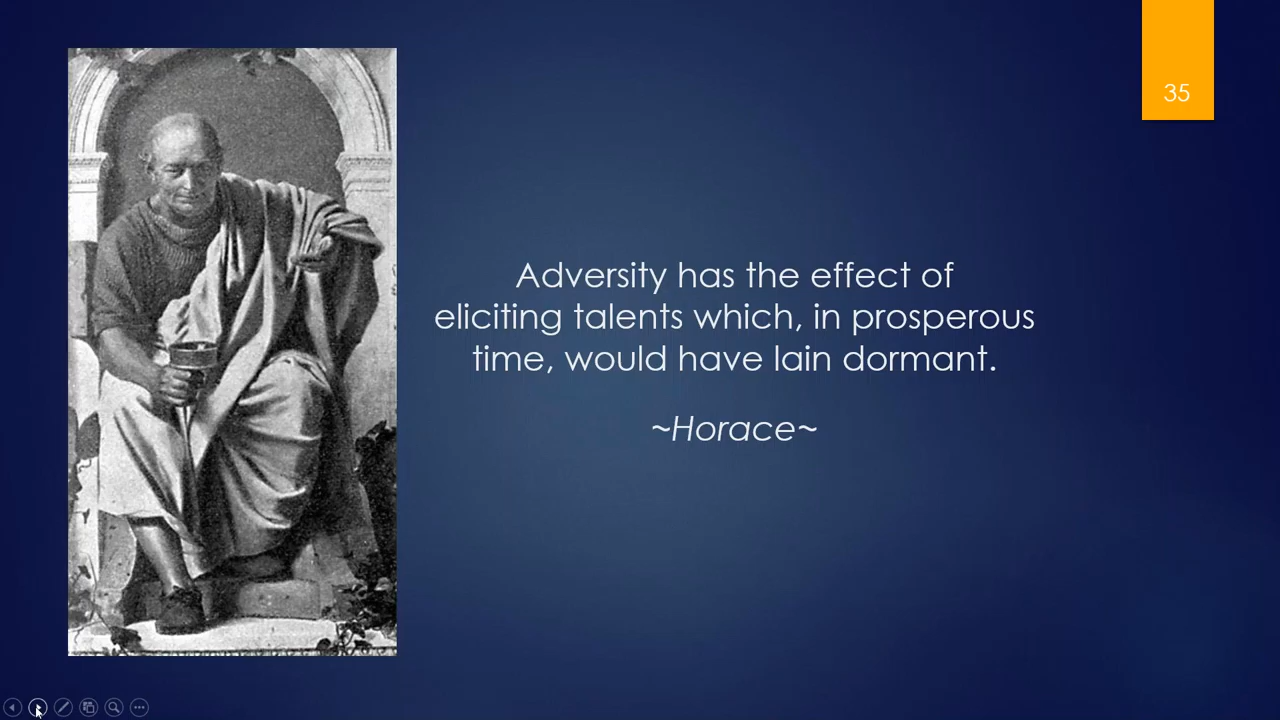 35
Adversity has the effect of
eliciting talents which, in prosperous
time, would have lain dormant.
~Horace~